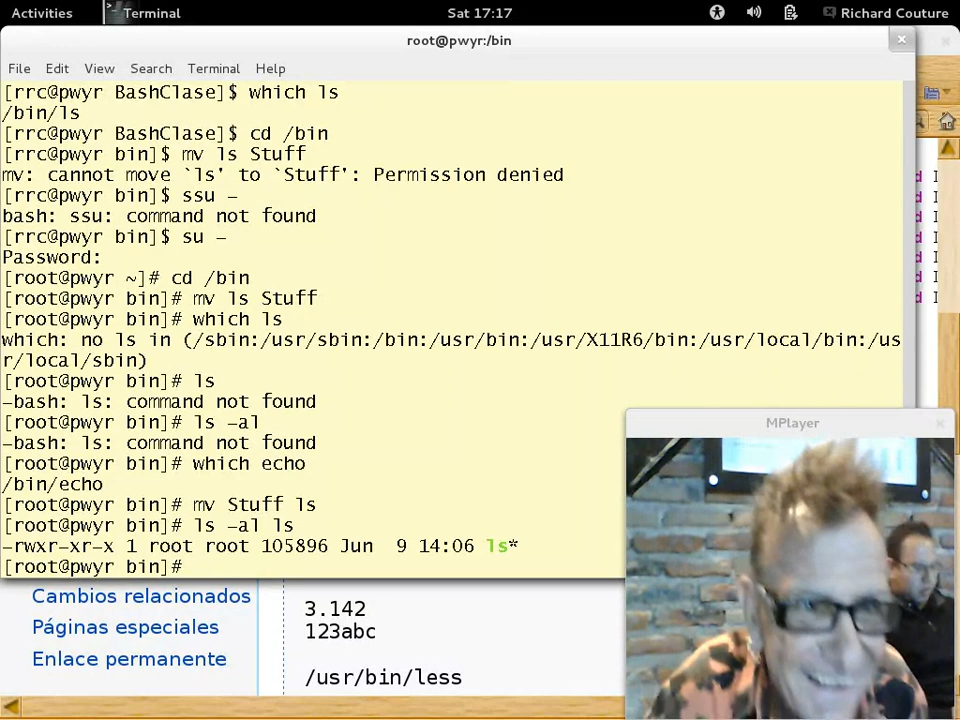 Activities
Terminal
Sat 17:17
Richard Couture
root@pwyr:/bin
File Edit View Search Terminal Help
[rrc@pwyr BashClase]$ which ls
/bin/ls
[rrc@pwyr BashClase]$ cd /bin
[rrc@pwyr bin]$ mv ls Stuff
mv: cannot move `ls' to `Stuff': Permission denied
[rrc@pwyr bin]$ ssu -
bash: ssu: command not found
[rrc@pwyr bin]$ su -
Password:
[root@pwyr ~]# cd /bin
[root@pwyr bin]# mv ls Stuff
[root@pwyr bin]# which ls
which: no ls in (/sbin:/usr/sbin:/bin:/usr/bin:/usr/X11R6/bin:/usr/local/bin:/us
r/local/sbin)
[root@pwyr bin]# ls
-bash: ls: command not found
[root@pwyr bin]# ls -al
-bash: ls: command not found
[root@pwyr bin]# which echo
/bin/echo
[root@pwyr bin]# mv Stuff ls
[root@pwyr bin]# ls -al ls
-rwxr-xr-x 1 root root 105896 Jun  9 14:06 ls*
[root@pwyr bin]#
MPlayer
Cambios relacionados
Páginas especiales
Enlace permanente
3.142
123abc
/usr/bin/less